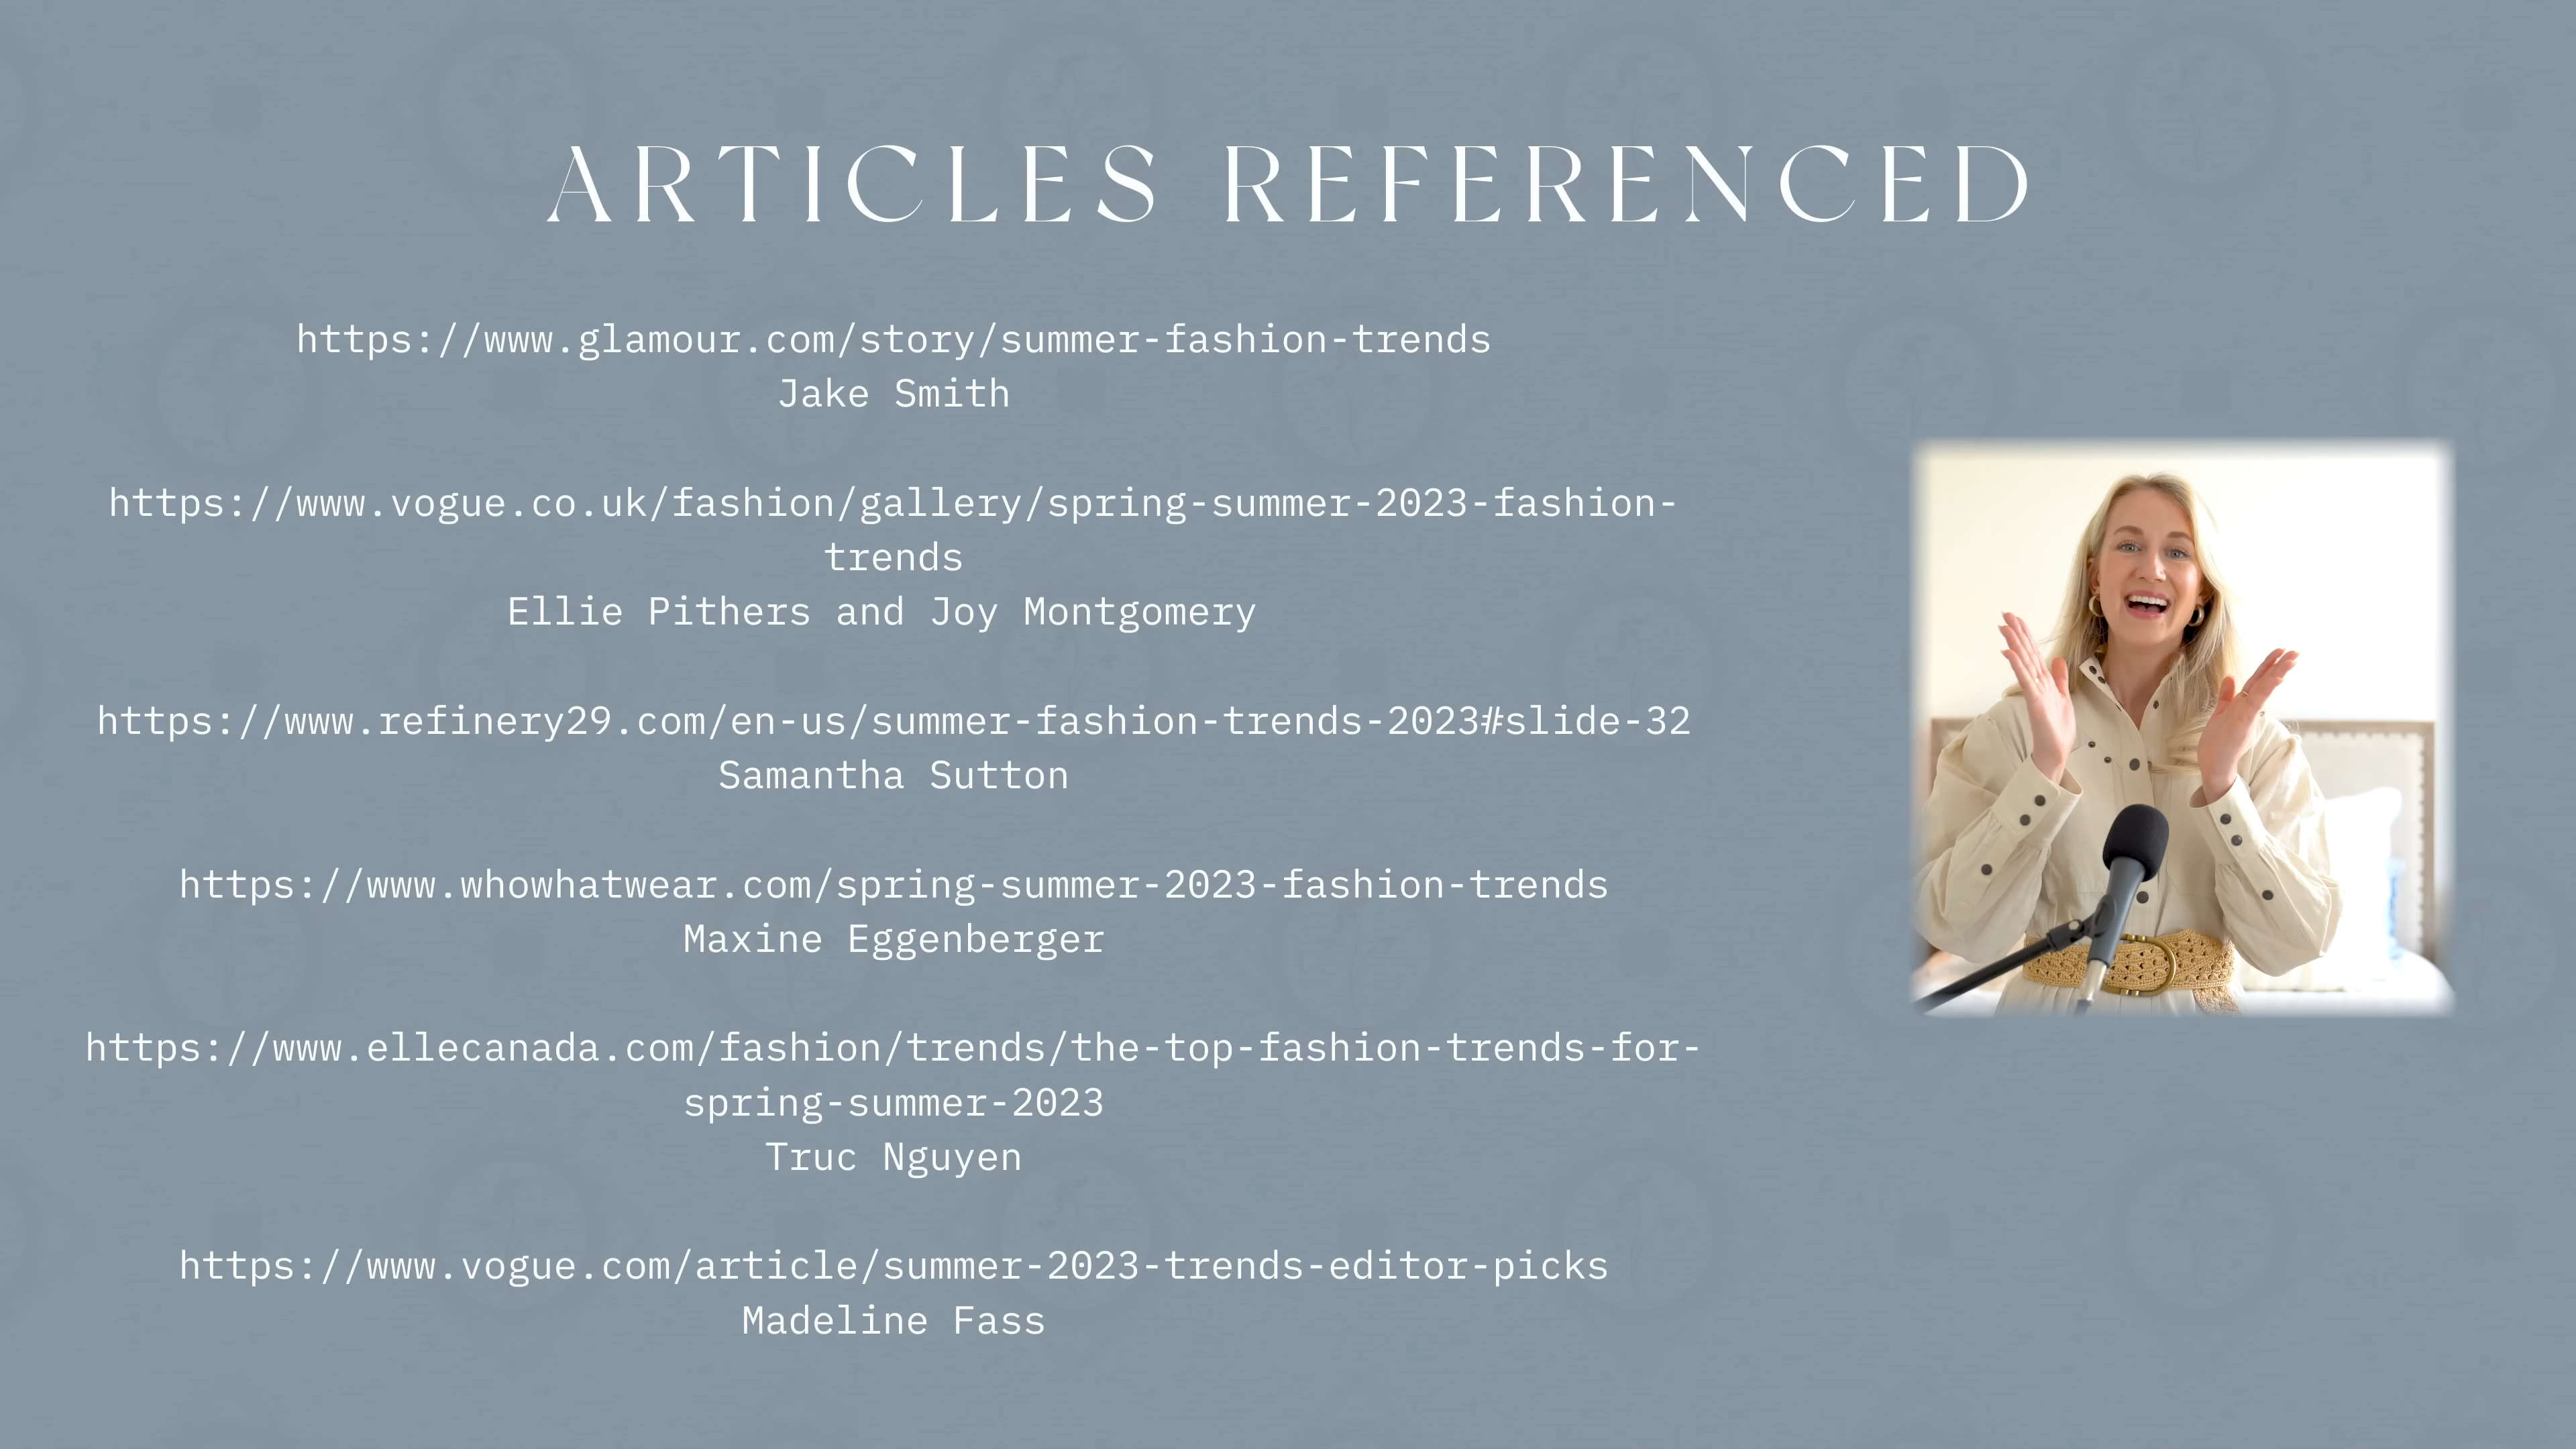 ARTICLES REFERENCED
https://www.glamour.com/story/summer-fashion-trends
Jake Smith
https://www.vogue.co.uk/fashion/gallery/spring-summer-2023-fashion-
trends
Ellie Pithers and Joy Montgomery
https://www.refinery29.com/en-us/summer-fashion-trends-2023#slide-32
Samantha Sutton
https://www.whowhatwear.com/spring-summer-2023-fashion-trends
Maxine Eggenberger
https://www.ellecanada.com/fashion/trends/the-top-fashion-trends-for-
spring-summer-2023
Truc Nguyen
https://www.vogue.com/article/summer-2023-trends-editor-picks
Madeline Fass